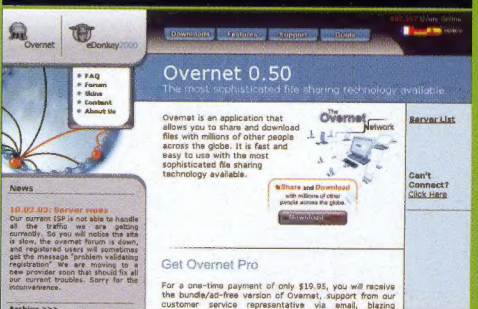 Users Online
Overnet
eDonkey2000
Downloads
Features
Support
Guide
FAQ
Forum
Skins
Content
About Us
Overnet 0.50
The most sophisticated file sharing technology available
Overnet is an application that
allows you to share and download
files with millions of other people
across the globe. It is fast and
easy to use with the most
sophisticated file sharing
technology available.
The
Overnet
Network
Share and Download
with millions of other
people across the globe.
Download
Server List
Can't
Connect?
Click Here
News
10.02.03: Server woes
Our current ISP is not able to handle
all the traffic we are getting
currently. So you will notice the site
is slow, the overnet forum is down,
and registered users will sometimes
get the message "problem validating
registration" We are moving to a
new provider soon that should fix all
our current troubles. Sorry for the
inconvenience.
Get Overnet Pro
For a one-time payment of only $19.95, you will receive
the bundle/ad-free version of Overnet, support from our
customer service representative via email, blazing